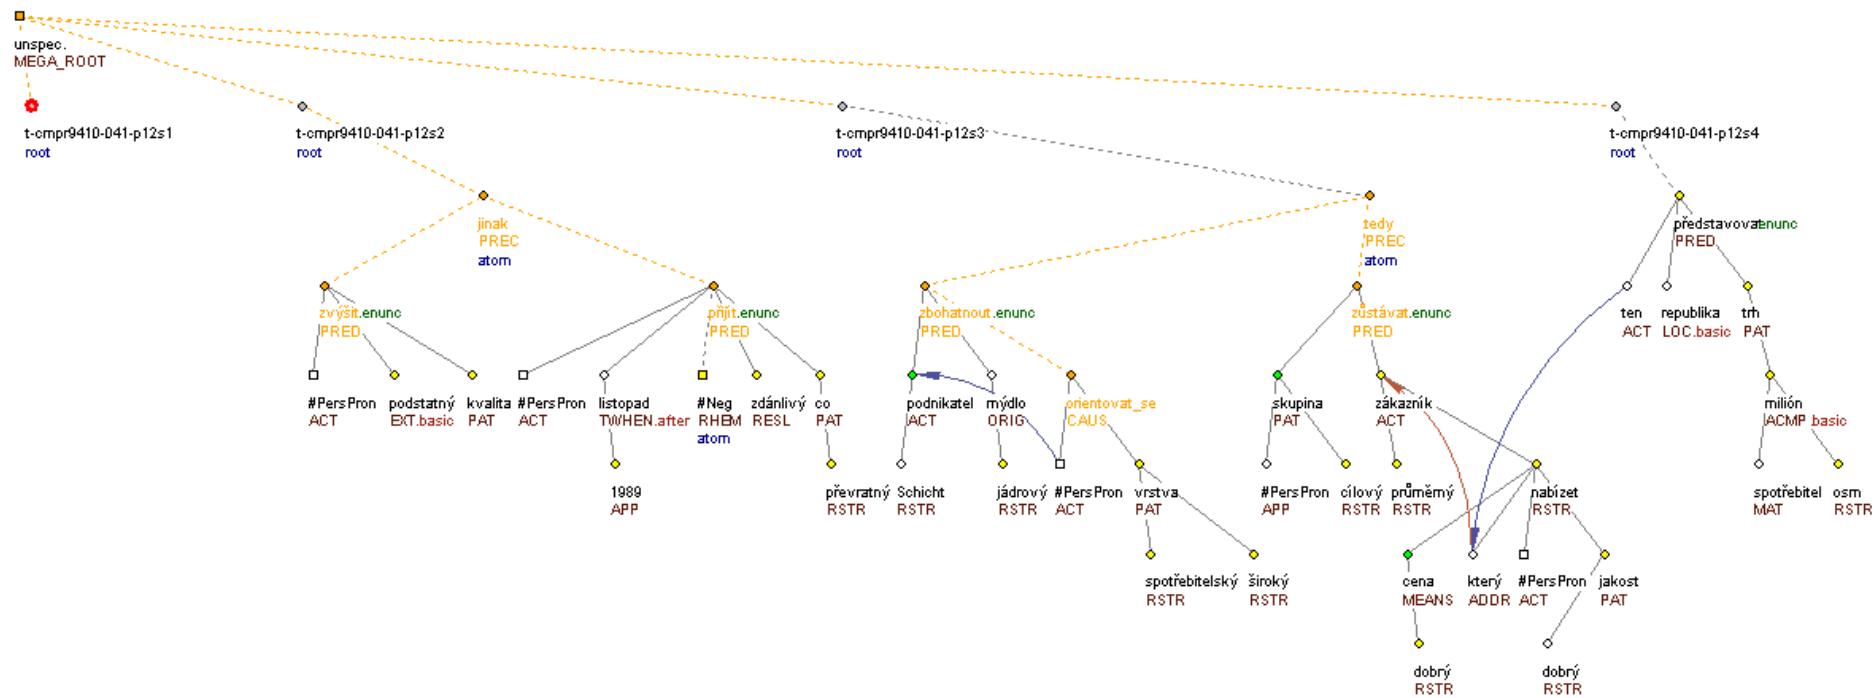 unspec.
MEGA_ROOT
t-cmpr9410-041-p12s1
root
t-cmpr9410-041-p12s2
root
t-cmpr9410-041-p12s3
root
t-cmpr9410-041-p12s4
root
jinak
PREC
atom
tedy
PREC
atom
představovat.enunc
PRED
zvýšit.enunc
PRED
přijít.enunc
PRED
zbohatnout.enunc
PRED
zůstávat.enunc
PRED
ten
ACT
republika
LOC.basic
trh
PAT
#PersPron
ACT
podstatný
EXT.basic
kvalita
PAT
#PersPron
ACT
listopad
TWHEN.after
#Neg
RHEM
atom
zdánlivý
RESL
co
PAT
podnikatel
ACT
mýdlo
ORIG
orientovat_se
CAUS
skupina
PAT
zákazník
ACT
milión
ACMP.basic
1989
APP
převratný
RSTR
Schicht
RSTR
jádrový
RSTR
#PersPron
ACT
vrstva
PAT
#PersPron
APP
cílový
RSTR
průměrný
RSTR
nabízet
RSTR
spotřebitel
MAT
osm
RSTR
spotřebitelský
RSTR
široký
RSTR
cena
MEANS
který
ADDR
#PersPron
ACT
jakost
PAT
dobrý
RSTR
dobrý
RSTR